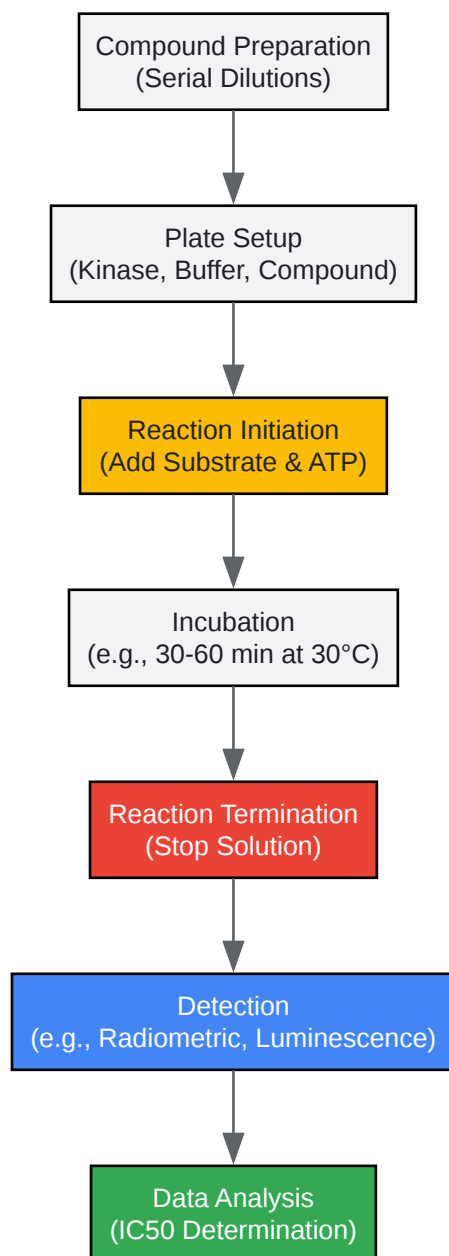 Compound Preparation
(Serial Dilutions)
Plate Setup
(Kinase, Buffer, Compound)
Reaction Initiation
(Add Substrate & ATP)
Incubation
(e.g., 30-60 min at 30°C)
Reaction Termination
(Stop Solution)
Detection
(e.g., Radiometric, Luminescence)
Data Analysis
(IC50 Determination)